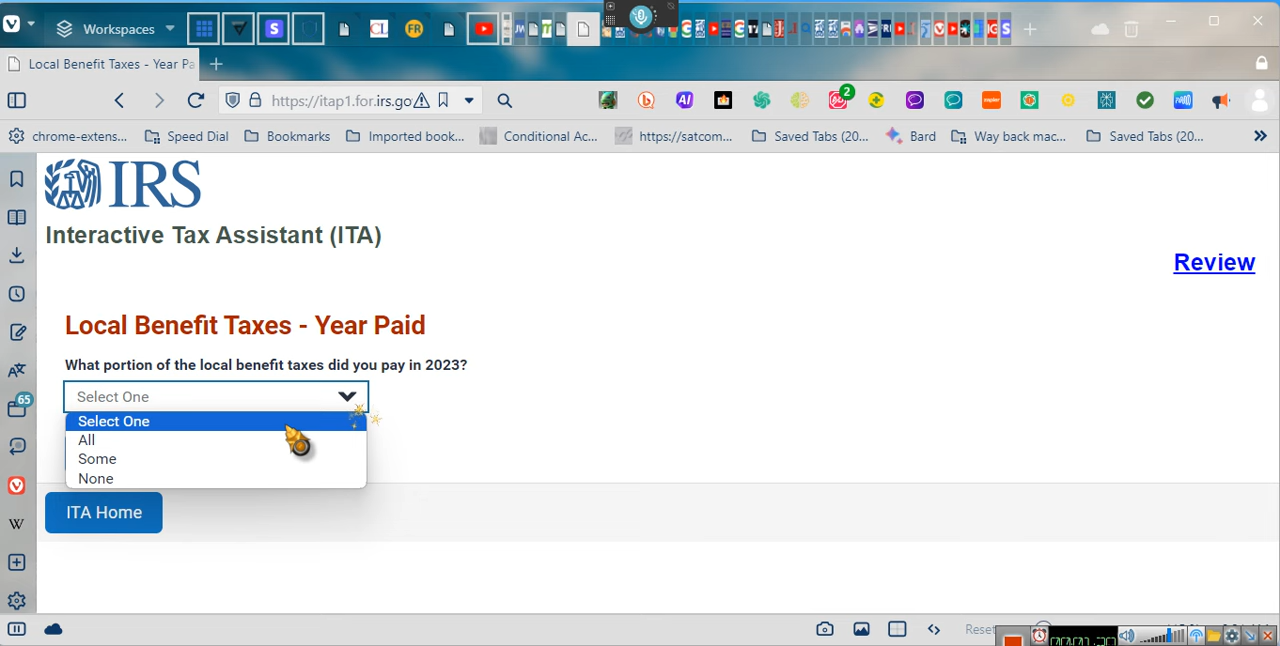 Workspaces
Local Benefit Taxes - Year Pa
https://itap1.for.irs.go
2
chrome-extens...
Speed Dial
Bookmarks
Imported book...
Conditional Ac...
https://satcom...
Saved Tabs (20...
Bard
Way back mac...
Saved Tabs (20...
IRS
Interactive Tax Assistant (ITA)
Review
Local Benefit Taxes - Year Paid
What portion of the local benefit taxes did you pay in 2023?
Select One
Select One
All
Some
None
65
ITA Home
Reset